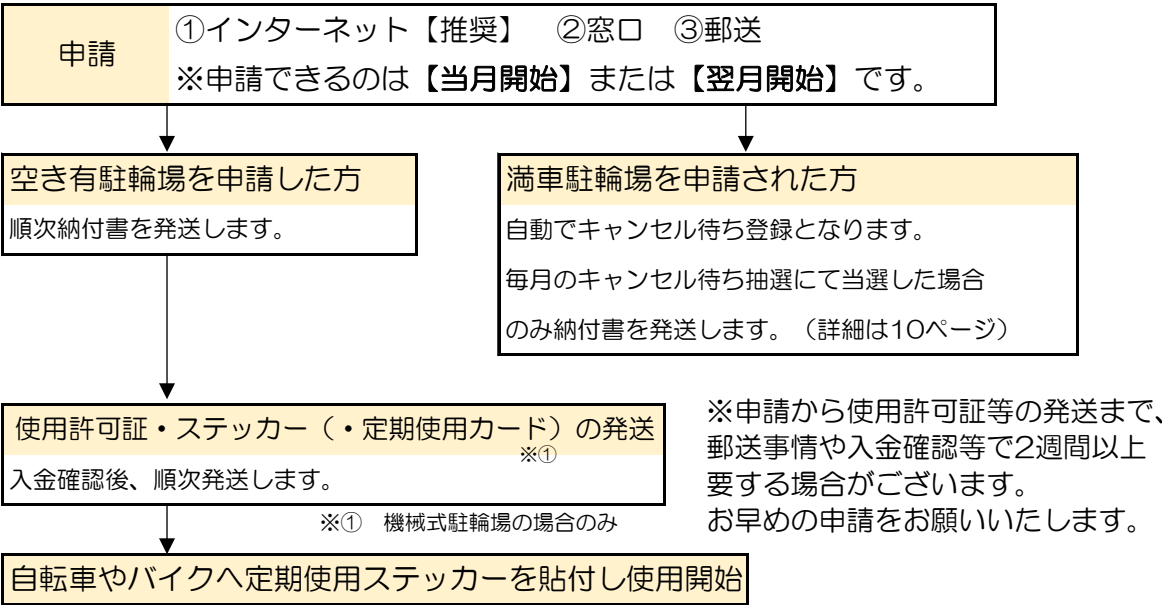 申請
①インターネット【推奨】　②窓口　③郵送
※申請できるのは【当月開始】または【翌月開始】です。
空き有駐輪場を申請した方
順次納付書を発送します。
満車駐輪場を申請された方
自動でキャンセル待ち登録となります。
毎月のキャンセル待ち抽選にて当選した場合
のみ納付書を発送します。（詳細は10ページ）
使用許可証・ステッカー（・定期使用カード）の発送
※①
入金確認後、順次発送します。
※①　機械式駐輪場の場合のみ
※申請から使用許可証等の発送まで、
郵送事情や入金確認等で2週間以上
要する場合がございます。
お早めの申請をお願いいたします。
自転車やバイクへ定期使用ステッカーを貼付し使用開始